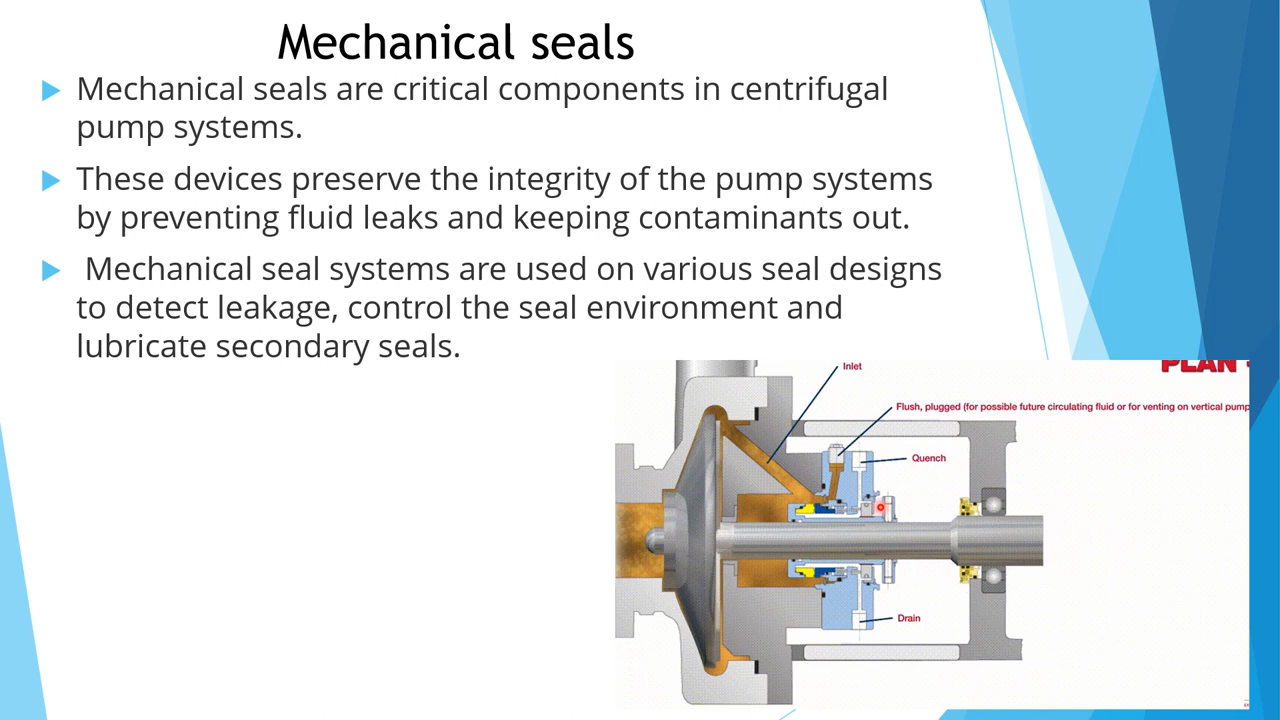 Mechanical seals
Mechanical seals are critical components in centrifugal
pump systems.
These devices preserve the integrity of the pump systems
by preventing fluid leaks and keeping contaminants out.
Mechanical seal systems are used on various seal designs
to detect leakage, control the seal environment and
lubricate secondary seals.
PLAN
Inlet
Flush, plugged (for possible future circulating fluid or for venting on vertical pump
Quench
Drain